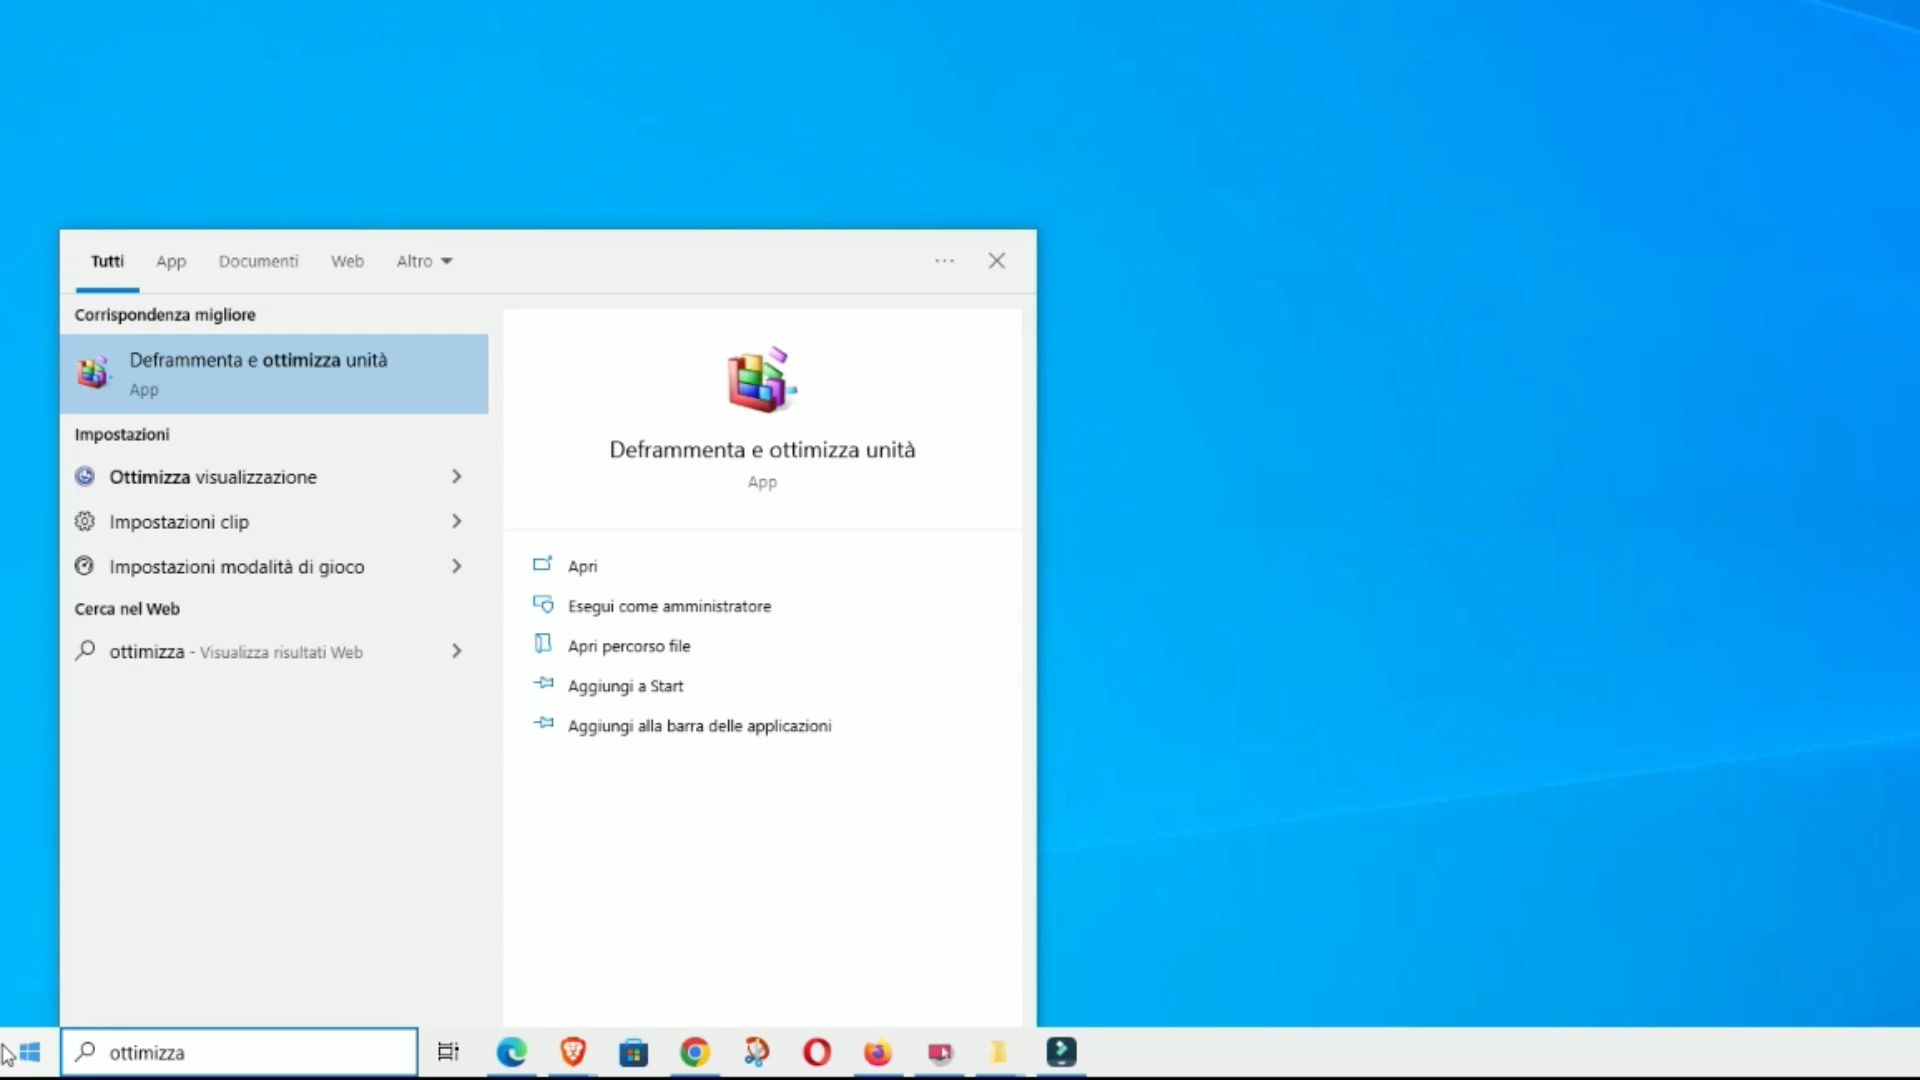 Tutti App Documenti Web Altro
Corrispondenza migliore
Deframmenta e ottimizza unità
App
Impostazioni
Ottimizza visualizzazione
Impostazioni clip
Impostazioni modalità di gioco
Cerca nel Web
ottimizza - Visualizza risultati Web
Deframmenta e ottimizza unità
App
Apri
Esegui come amministratore
Apri percorso file
Aggiungi a Start
Aggiungi alla barra delle applicazioni
ottimizza